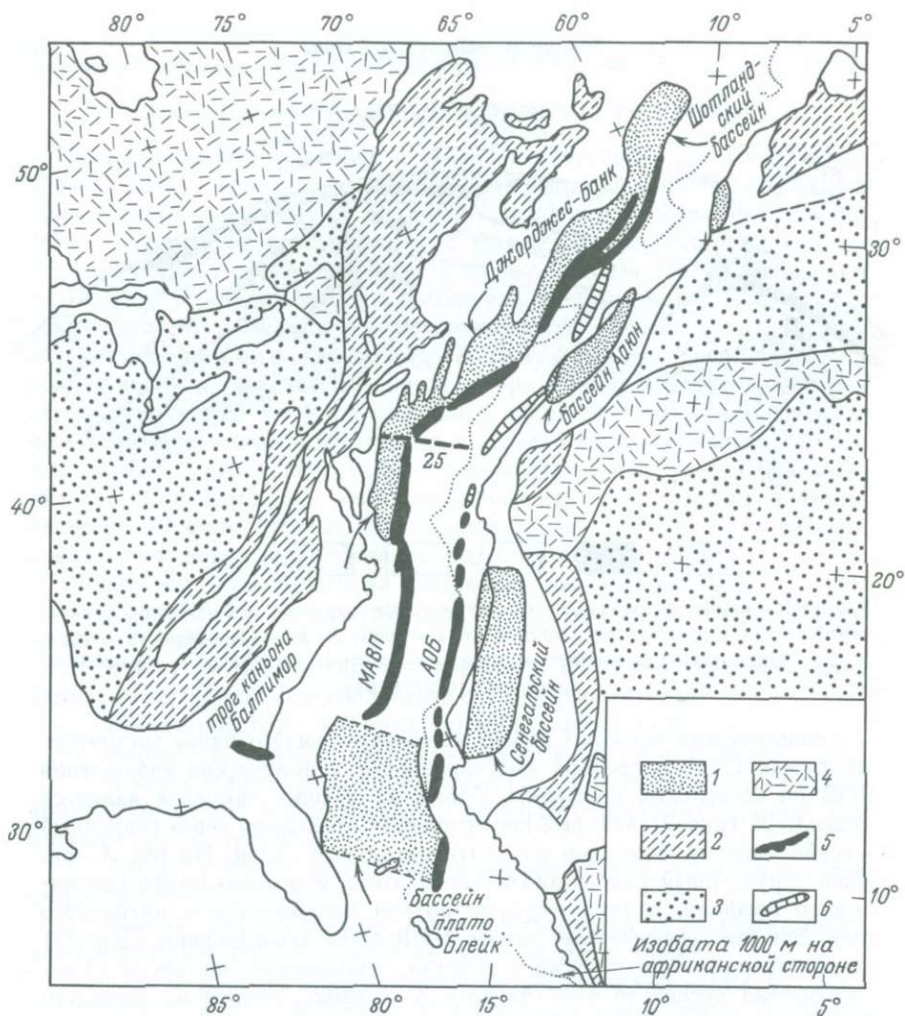 80° 75° 70° 65° 60° 10° 5°
50°
40°
30°
30°
20°
10°
Шотланд-
ский
бассейн
Джорджес-Банк
бассейн Ааюн
25
трог каньона
Балтимор
МАВП
АОБ
Сенегальский
бассейн
бассейн
плато
Блейк
1
2
3
4
5
6
Изобата 1000 м на
африканской стороне
85° 80° 15° 10° 5°